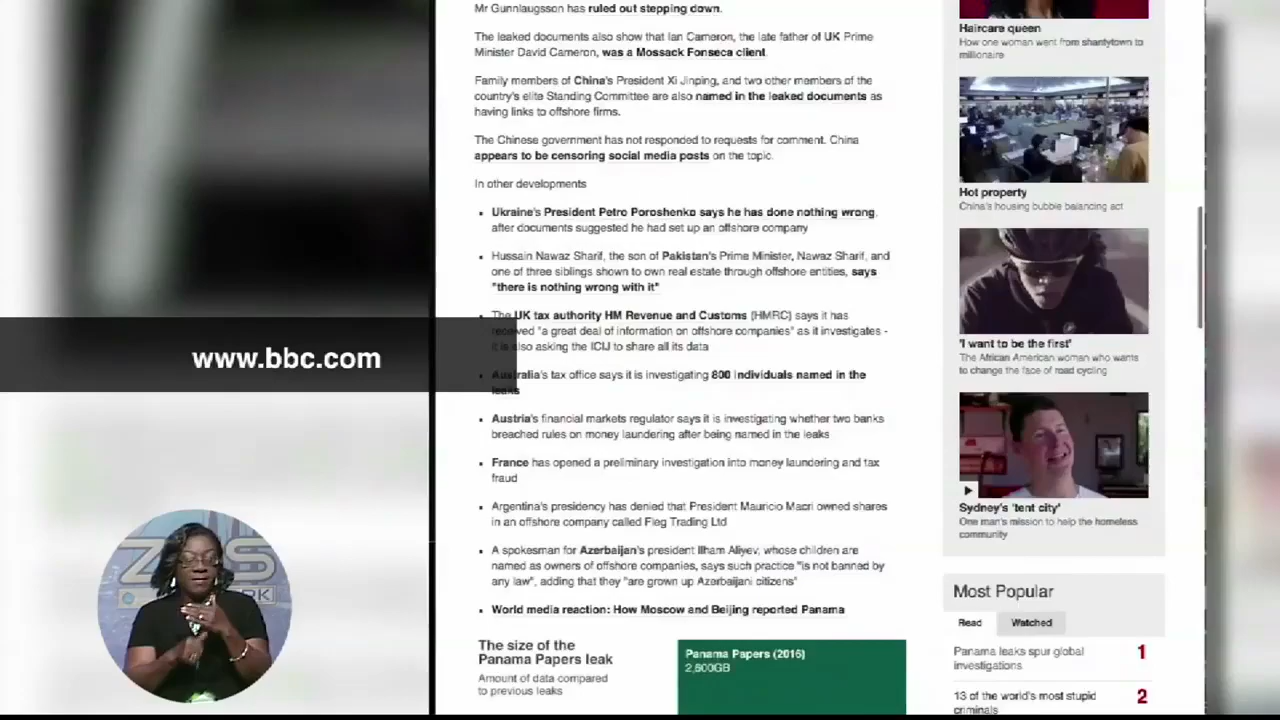 Mr Gunnlaugsson has ruled out stepping down.
The leaked documents also show that Ian Cameron, the late father of UK Prime
Minister David Cameron, was a Mossack Fonseca client.
Family members of China's President Xi Jinping, and two other members of the
country's elite Standing Committee are also named in the leaked documents as
having links to offshore firms.
The Chinese government has not responded to requests for comment. China
appears to be censoring social media posts on the topic.
In other developments
Ukraine's President Petro Poroshenko says he has done nothing wrong,
after documents suggested he had set up an offshore company
Hussain Nawaz Sharif, the son of Pakistan's Prime Minister, Nawaz Sharif, and
one of three siblings shown to own real estate through offshore entities, says
"there is nothing wrong with it"
The UK tax authority HM Revenue and Customs (HMRC) says it has
received "a great deal of information on offshore companies" as it investigates -
it is also asking the ICIJ to share all its data
Australia's tax office says it is investigating 800 individuals named in the
leaks
Austria's financial markets regulator says it is investigating whether two banks
breached rules on money laundering after being named in the leaks
France has opened a preliminary investigation into money laundering and tax
fraud
Argentina's presidency has denied that President Mauricio Macri owned shares
in an offshore company called Fleg Trading Ltd
A spokesman for Azerbaijan's president Ilham Aliyev, whose children are
named as owners of offshore companies, says such practice "is not banned by
any law", adding that they "are grown up Azerbaijani citizens"
World media reaction: How Moscow and Beijing reported Panama
The size of the
Panama Papers leak
Amount of data compared
to previous leaks
Panama Papers (2016)
2,600GB
www.bbc.com
Haircare queen
How one woman went from shantytown to
millionaire
Hot property
China's housing bubble balancing act
'I want to be the first'
The African American woman who wants
to change the face of road cycling
Sydney's 'tent city'
One man's mission to help the homeless
community
Most Popular
Read Watched
Panama leaks spur global 1
investigations
13 of the world's most stupid 2
criminals